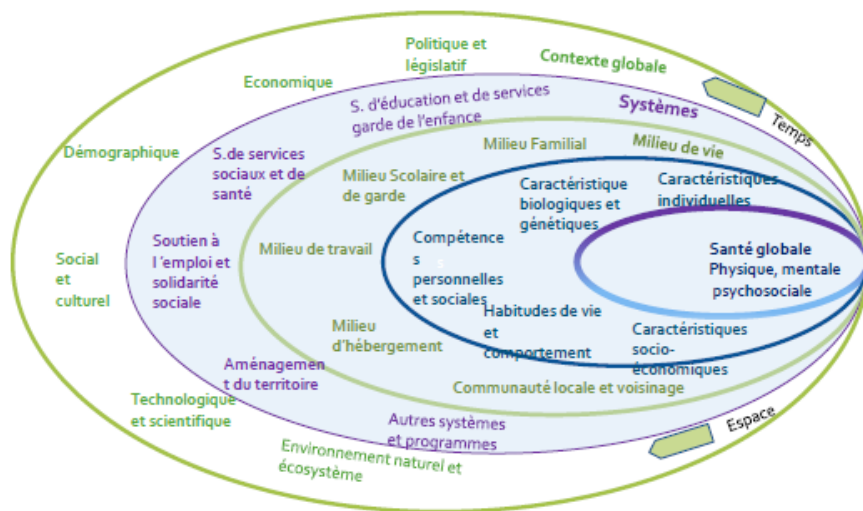 Politique et
législatif
Contexte globale
Economique
S. d'éducation et de services
garde de l'enfance
Systèmes
Temps
Démographique
S.de services
sociaux et de
santé
Milieu Familial
Milieu de vie
Milieu Scolaire et
de garde
Caractéristique
biologiques et
génétiques
Caractéristiques
individuelles
Social
et
culturel
Soutien à
l 'emploi et
solidarité
sociale
Milieu de travail
Compétence
s
s
personnelles
et sociales
Santé globale
Physique, mentale
psychosociale
Milieu
d'hébergement
Habitudes de vie
et
comportement
Caractéristiques
socio-
économiques
Aménagemen
t du territoire
Communauté locale et voisinage
Technologique
et scientifique
Autres systèmes
et programmes
Espace
Environnement naturel et
écosystème